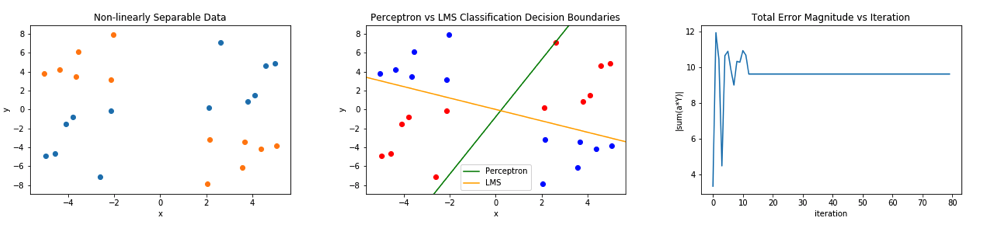 Non-linearly Separable Data
8
6
4
2
0
−2
−4
−6
−8
y
−4 −2 0 2 4
x
Perceptron vs LMS Classification Decision Boundaries
8
6
4
2
0
−2
−4
−6
−8
y
Perceptron
LMS
−4 −2 0 2 4
x
Total Error Magnitude vs Iteration
12
10
8
6
4
|sum(a*Y)|
0 10 20 30 40 50 60 70 80
iteration